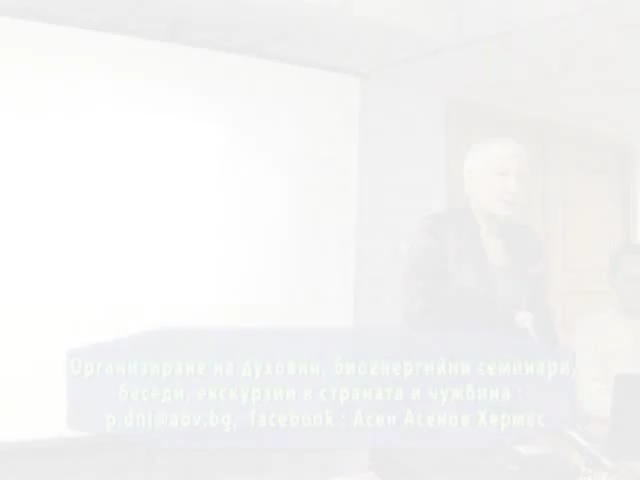 Организиране на духовни, биоенергийни семинари,
беседи, екскурзии в страната и чужбина :
facebook : Асен Асенов Хермес